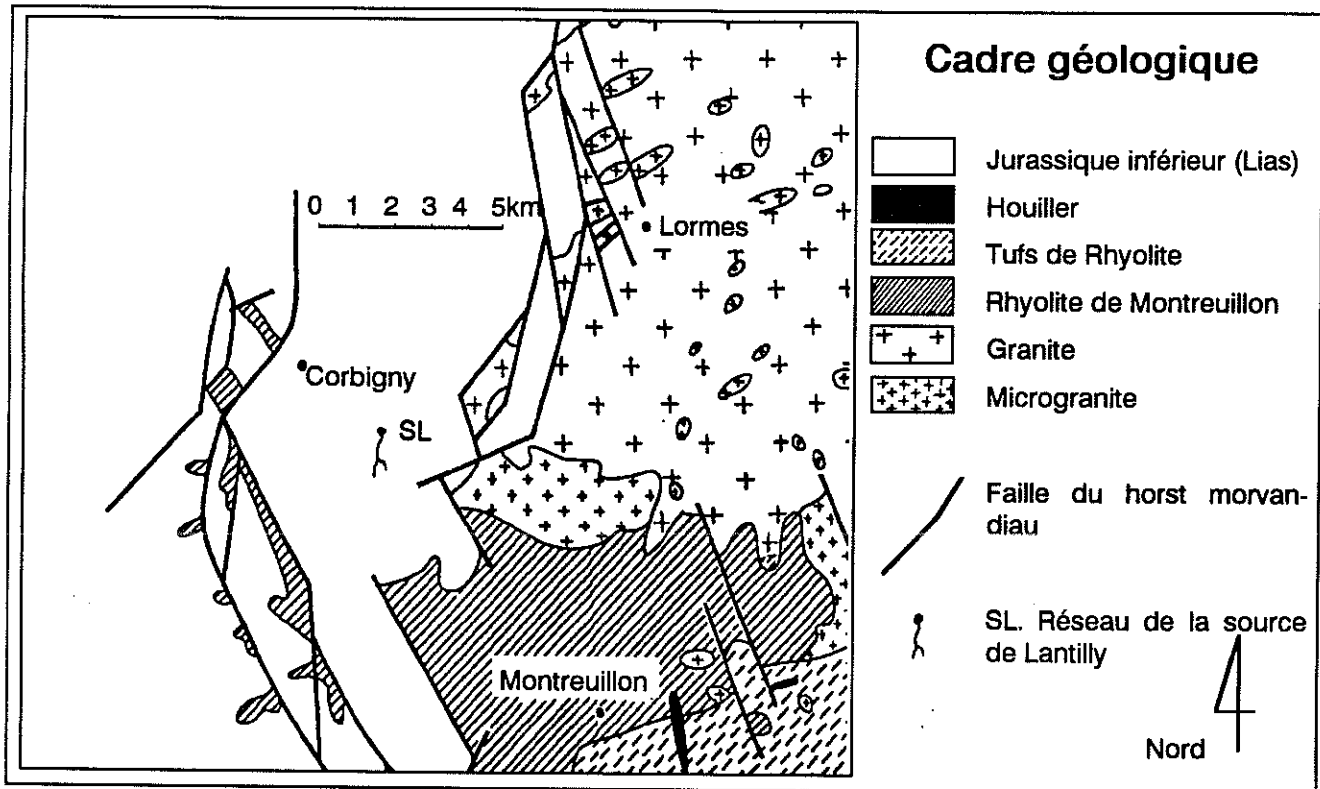 Cadre géologique
Jurassique inférieur (Lias)
Houiller
Tufs de Rhyolite
Rhyolite de Montreuillon
Granite
Microgranite
Faille du horst morvan-
diau
SL. Réseau de la source
de Lantilly
Nord
0 1 2 3 4 5km
Lormes
Corbigny
SL
Montreuillon